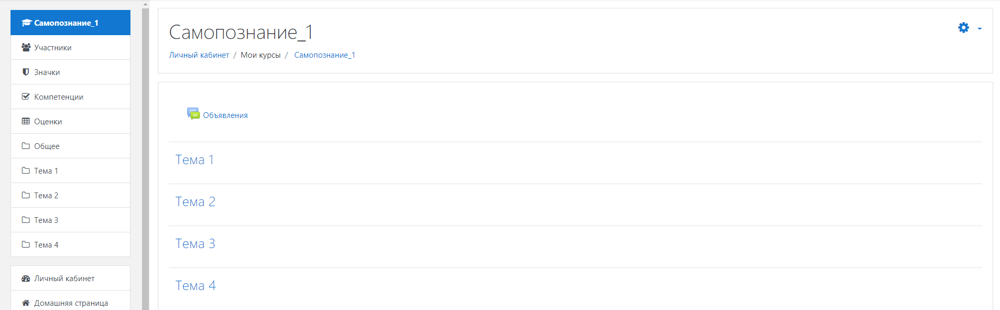 Самопознание_1
Участники
Значки
Компетенции
Оценки
Общее
Тема 1
Тема 2
Тема 3
Тема 4
Личный кабинет
Домашняя страница
Самопознание_1
Личный кабинет / Мои курсы / Самопознание_1
Объявления
Тема 1
Тема 2
Тема 3
Тема 4